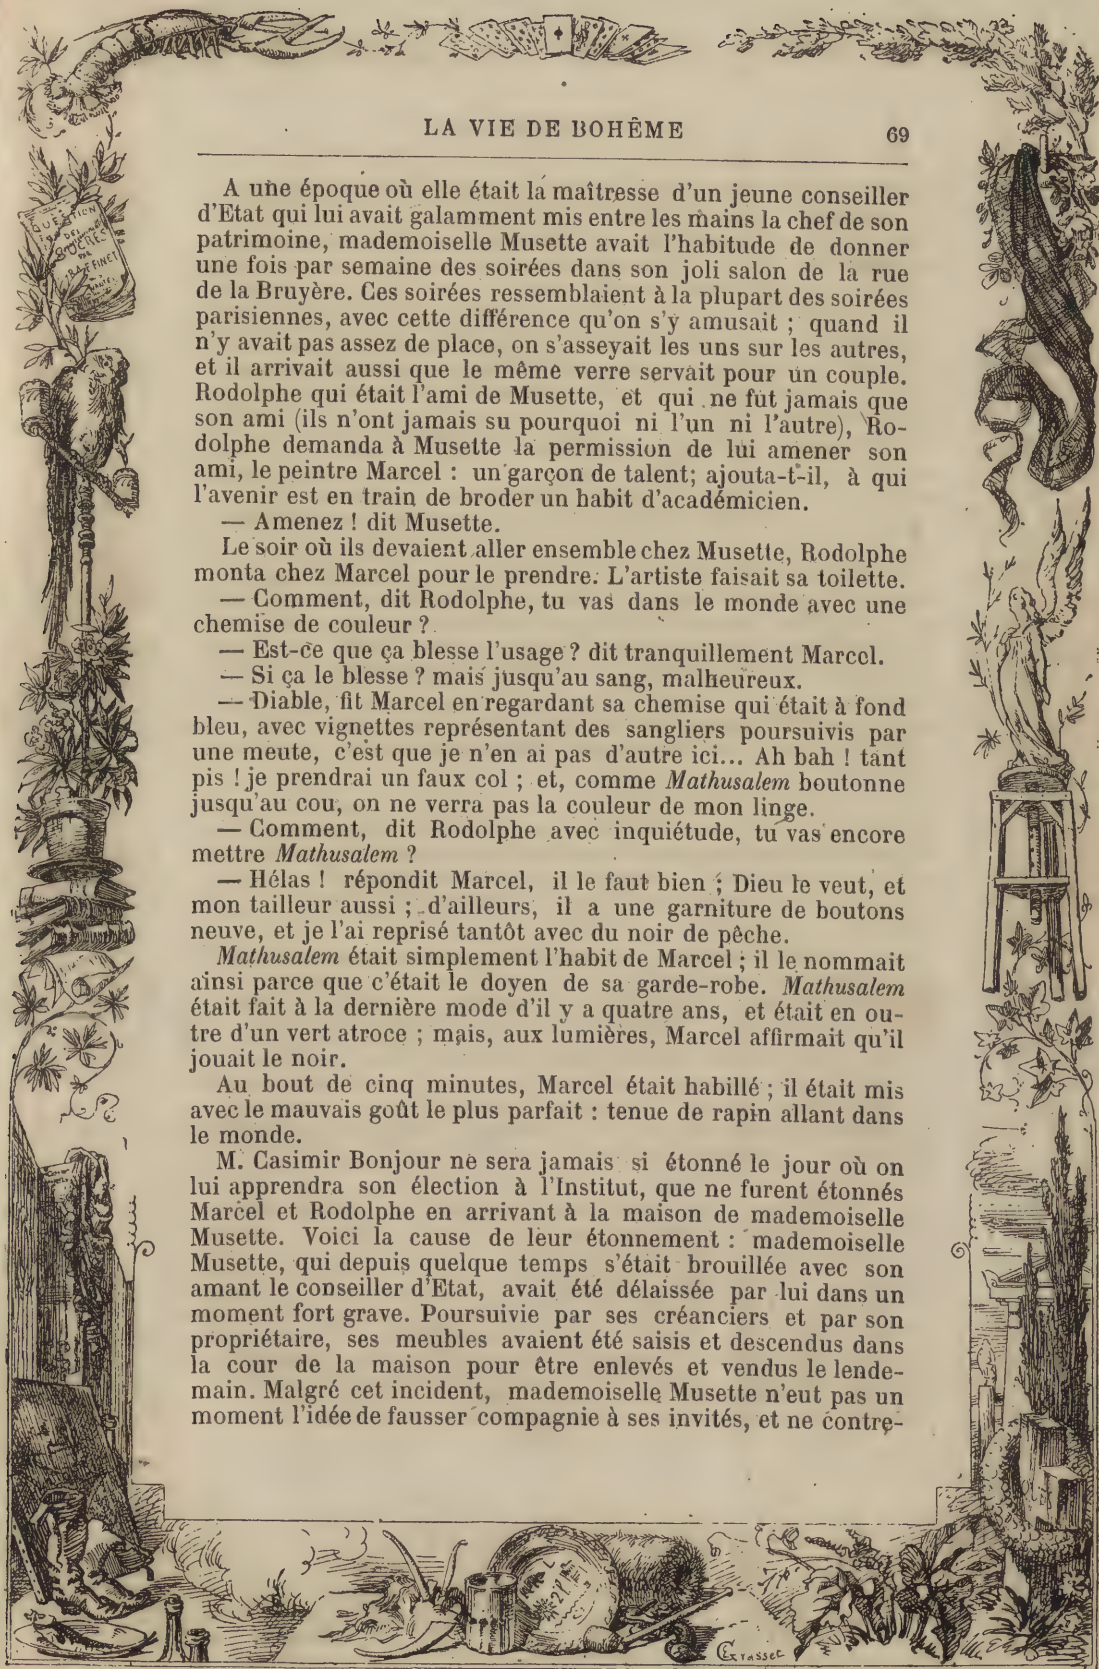 LA VIE DE BOHÊME 69
A une époque où elle était la maîtresse d'un jeune conseiller
d'Etat qui lui avait galamment mis entre les mains la chef de son
patrimoine, mademoiselle Musette avait l'habitude de donner
une fois par semaine des soirées dans son joli salon de la rue
de la Bruyère. Ces soirées ressemblaient à la plupart des soirées
parisiennes, avec cette différence qu'on s'y amusait ; quand il
n'y avait pas assez de place, on s'asseyait les uns sur les autres,
et il arrivait aussi que le même verre servait pour un couple.
Rodolphe qui était l'ami de Musette, et qui ne fut jamais que
son ami (ils n'ont jamais su pourquoi ni l'un ni l'autre), Ro-
dolphe demanda à Musette la permission de lui amener son
ami, le peintre Marcel : un garçon de talent; ajouta-t-il, à qui
l'avenir est en train de broder un habit d'académicien.
— Amenez ! dit Musette.
Le soir où ils devaient aller ensemble chez Musette, Rodolphe
monta chez Marcel pour le prendre. L'artiste faisait sa toilette.
— Comment, dit Rodolphe, tu vas dans le monde avec une
chemise de couleur ?
— Est-ce que ça blesse l'usage ? dit tranquillement Marcel.
— Si ça le blesse ? mais jusqu'au sang, malheureux.
— Diable, fit Marcel en regardant sa chemise qui était à fond
bleu, avec vignettes représentant des sangliers poursuivis par
une meute, c'est que je n'en ai pas d'autre ici... Ah bah ! tant
pis ! je prendrai un faux col ; et, comme Mathusalem boutonne
jusqu'au cou, on ne verra pas la couleur de mon linge.
— Comment, dit Rodolphe avec inquiétude, tu vas encore
mettre Mathusalem ?
— Hélas ! répondit Marcel, il le faut bien ; Dieu le veut, et
mon tailleur aussi ; d'ailleurs, il a une garniture de boutons
neuve, et je l'ai reprisé tantôt avec du noir de pêche.
Mathusalem était simplement l'habit de Marcel ; il le nommait
ainsi parce que c'était le doyen de sa garde-robe. Mathusalem
était fait à la dernière mode d'il y a quatre ans, et était en ou-
tre d'un vert atroce ; mais, aux lumières, Marcel affirmait qu'il
jouait le noir.
Au bout de cinq minutes, Marcel était habillé ; il était mis
avec le mauvais goût le plus parfait : tenue de rapin allant dans
le monde.
M. Casimir Bonjour ne sera jamais si étonné le jour où on
lui apprendra son élection à l'Institut, que ne furent étonnés
Marcel et Rodolphe en arrivant à la maison de mademoiselle
Musette. Voici la cause de leur étonnement : mademoiselle
Musette, qui depuis quelque temps s'était brouillée avec son
amant le conseiller d'Etat, avait été délaissée par lui dans un
moment fort grave. Poursuivie par ses créanciers et par son
propriétaire, ses meubles avaient été saisis et descendus dans
la cour de la maison pour être enlevés et vendus le lende-
main. Malgré cet incident, mademoiselle Musette n'eut pas un
moment l'idée de fausser compagnie à ses invités, et ne contre-
QUESTION
DES
SUCRES
PAR
RAFFINET
Grasset